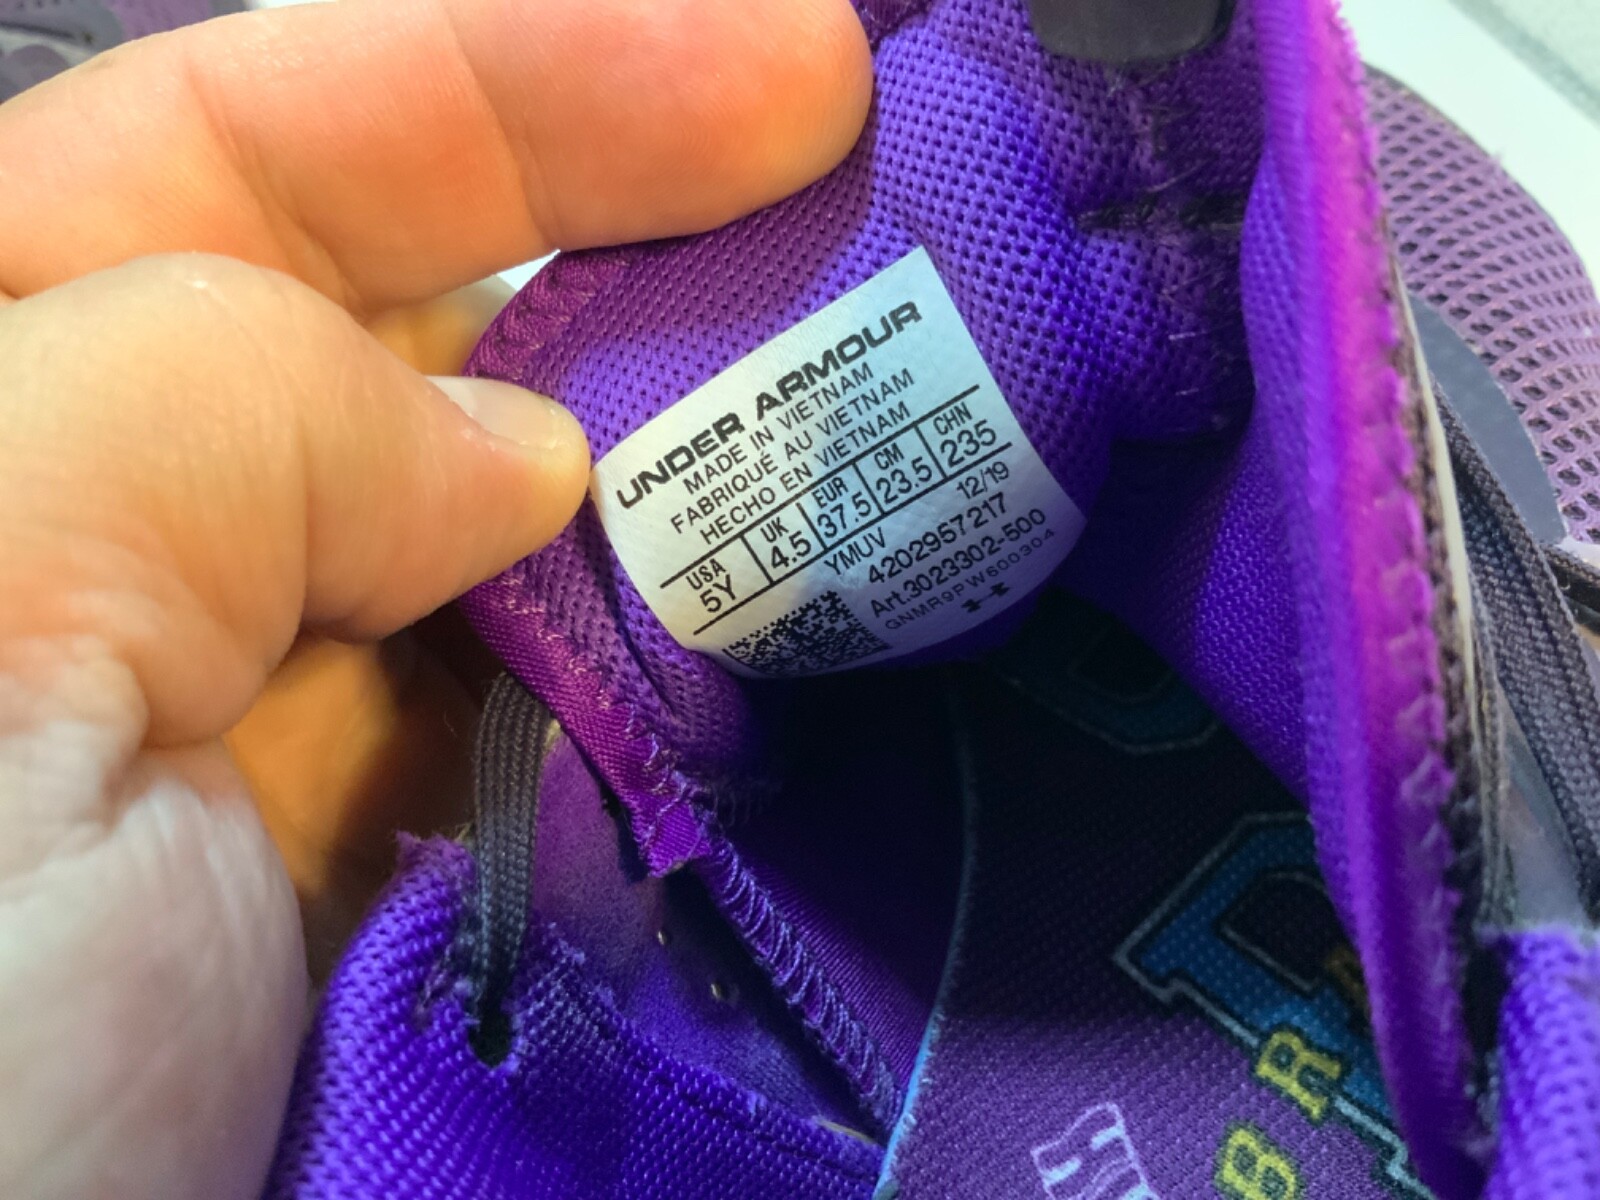 UNDER ARMOUR
MADE IN VIETNAM
FABRIQUÉ AU VIETNAM
HECHO EN VIETNAM
USA UK EUR CM CHN
5Y 4.5 37.5 23.5 235
YMUV 12/19
4202957217
Art.3023302-500
GNMR9PW600304
BR